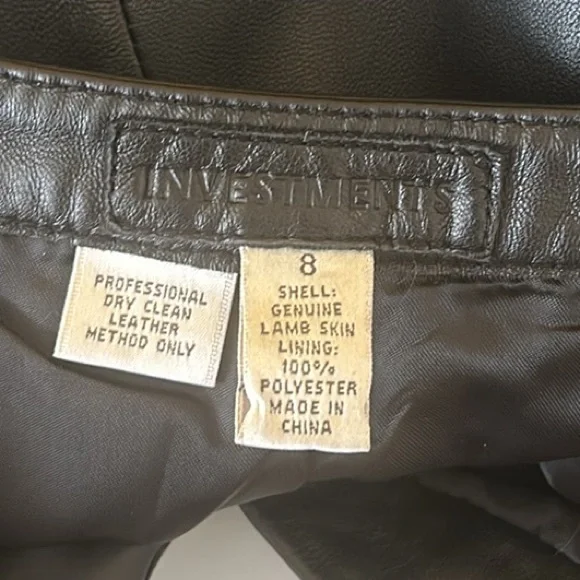 INVESTMENTS
PROFESSIONAL
DRY CLEAN
LEATHER
METHOD ONLY
8
SHELL:
GENUINE
LAMB SKIN
LINING:
100%
POLYESTER
MADE IN
CHINA